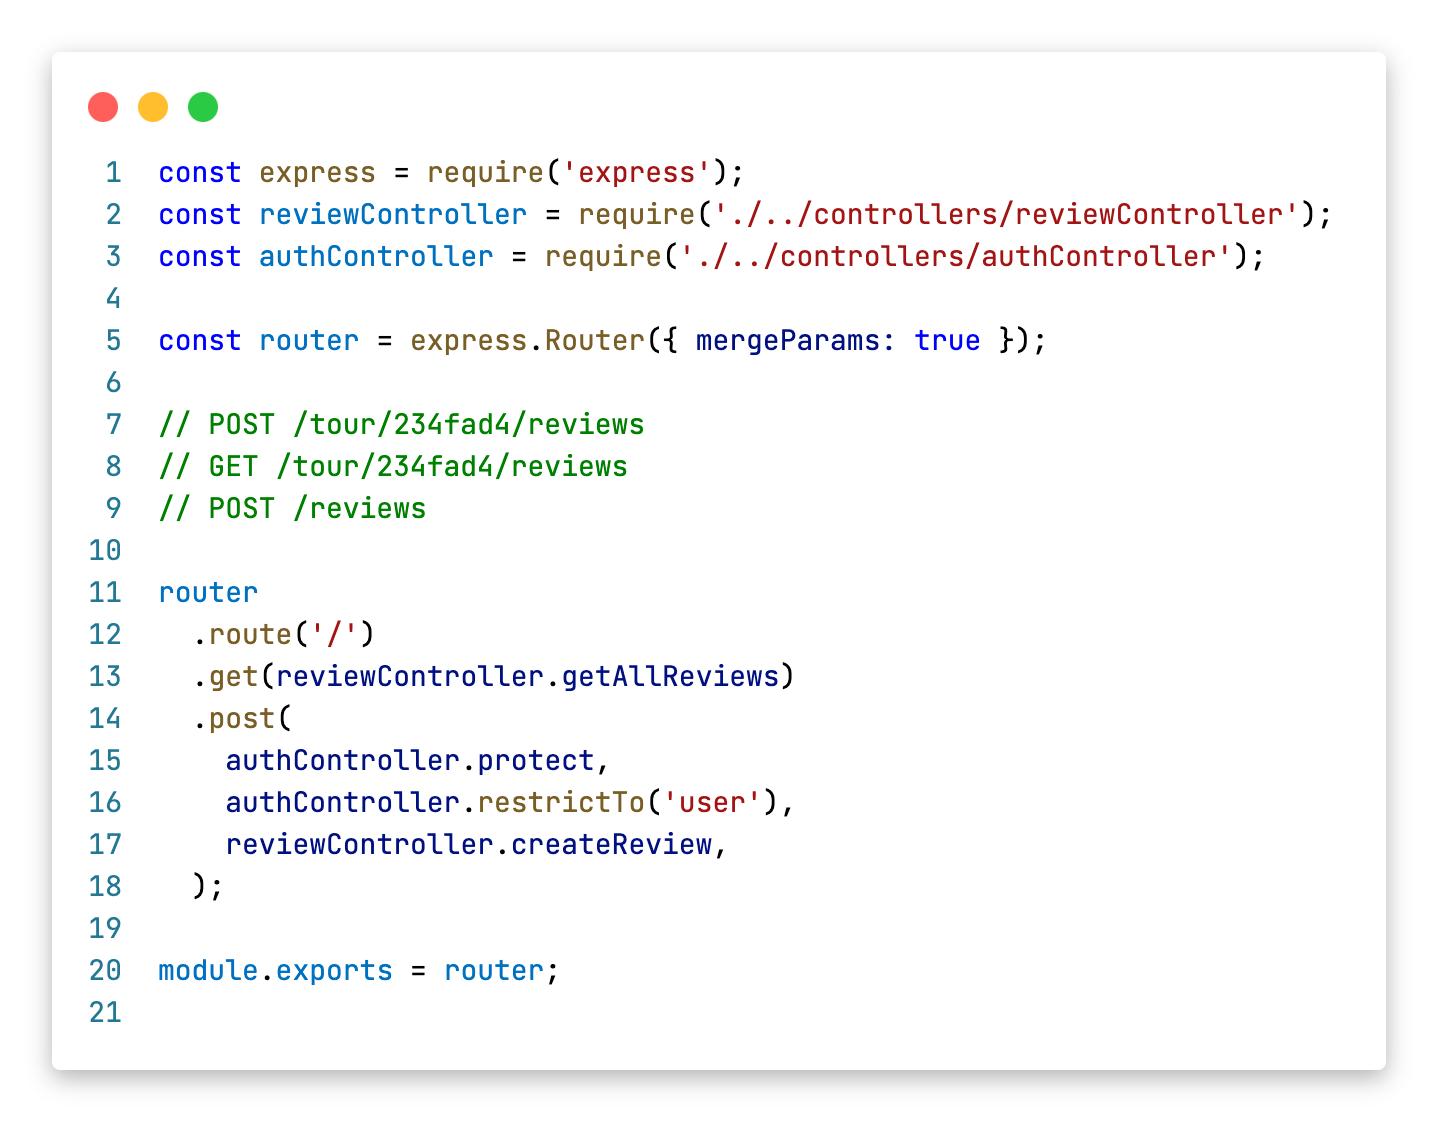 1 const express = require('express');
2 const reviewController = require('./../controllers/reviewController');
3 const authController = require('./../controllers/authController');
4
5 const router = express.Router({ mergeParams: true });
6
7 // POST /tour/234fad4/reviews
8 // GET /tour/234fad4/reviews
9 // POST /reviews
10
11 router
12   .route('/')
13   .get(reviewController.getAllReviews)
14   .post(
15     authController.protect,
16     authController.restrictTo('user'),
17     reviewController.createReview,
18   );
19
20 module.exports = router;
21